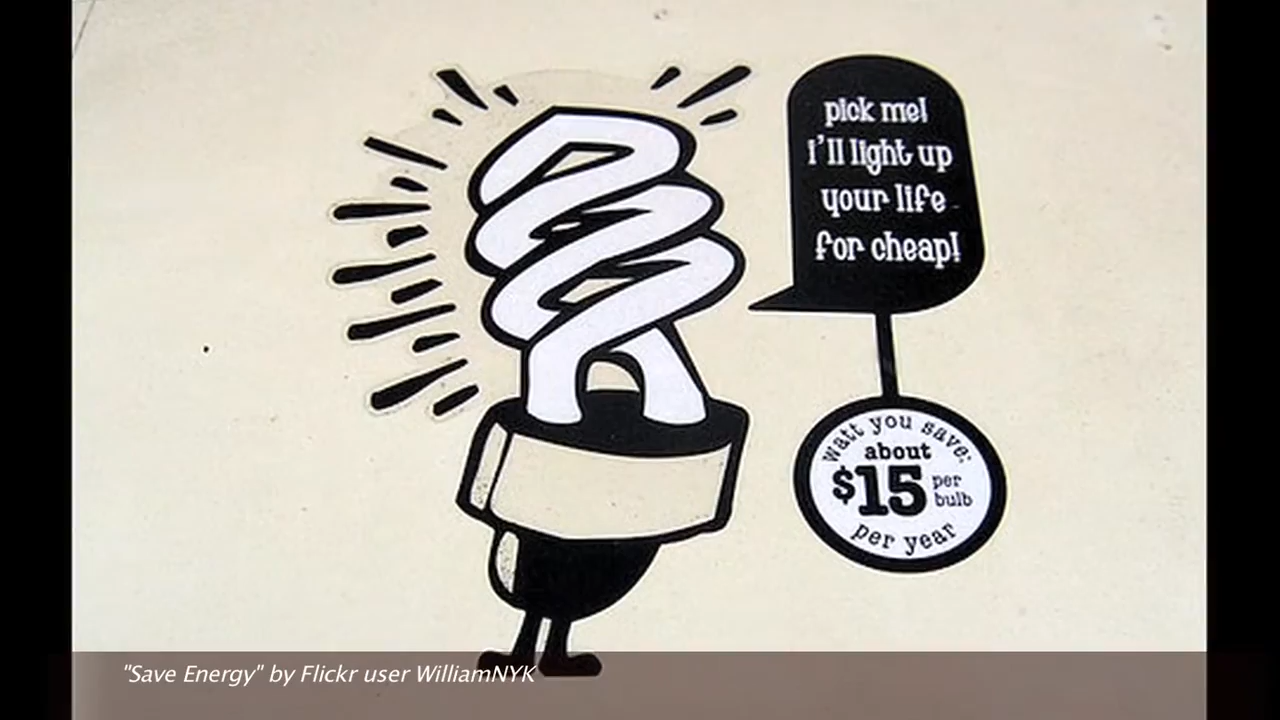 pick me!
i'll light up
your life
for cheap!
watt you save:
about
$15 per bulb
per year
"Save Energy" by Flickr user WilliamNYK